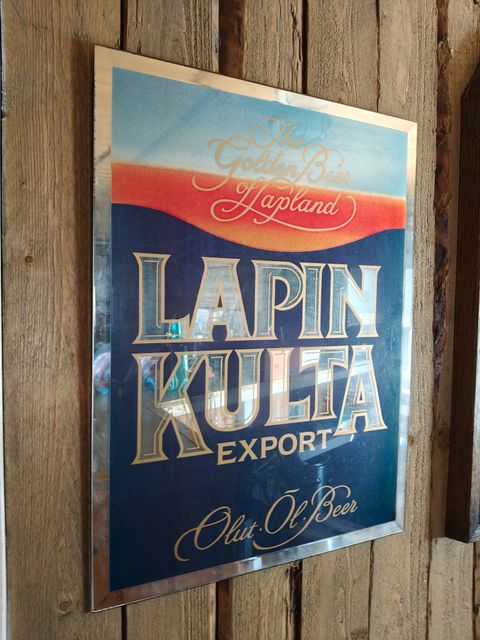 The
Golden Beer
of Lapland
LAPIN
KULTA
EXPORT
Olut·Öl·Beer